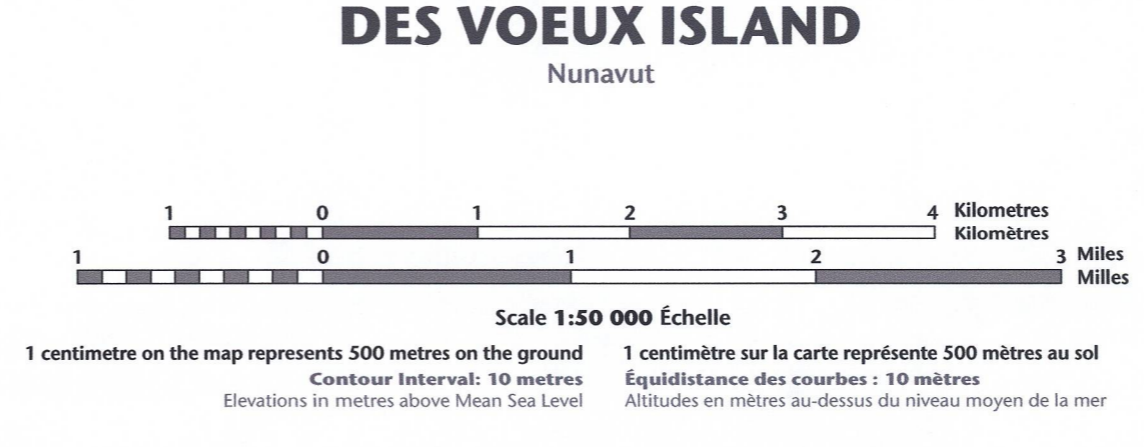 DES VOEUX ISLAND
Nunavut
1 0 1 2 3 4 Kilometres
Kilomètres
1 0 1 2 3 Miles
Milles
Scale 1:50 000 Échelle
1 centimetre on the map represents 500 metres on the ground
Contour Interval: 10 metres
Elevations in metres above Mean Sea Level
1 centimètre sur la carte représente 500 mètres au sol
Équidistance des courbes : 10 mètres
Altitudes en mètres au-dessus du niveau moyen de la mer